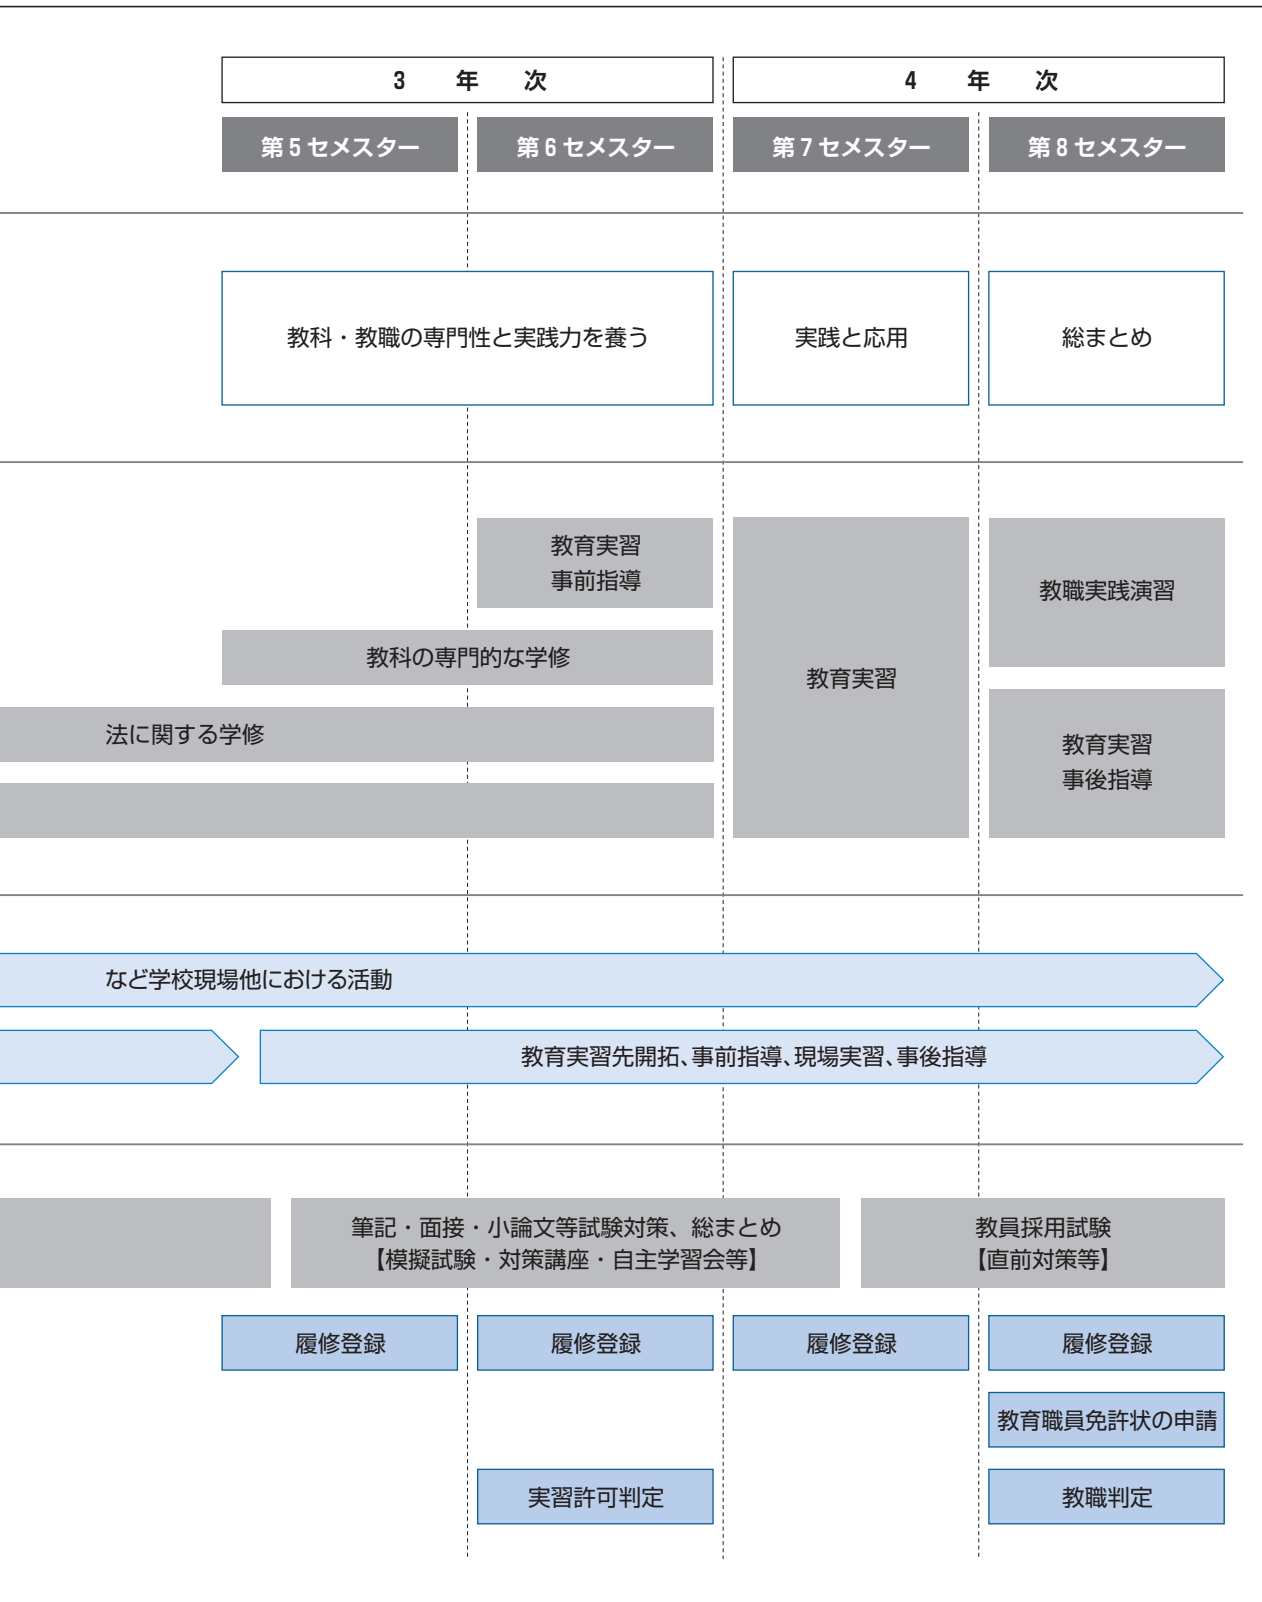 3年次
4年次
第5セメスター
第6セメスター
第7セメスター
第8セメスター
教科・教職の専門性と実践力を養う
実践と応用
総まとめ
教育実習
事前指導
教科の専門的な学修
法に関する学修
教育実習
教職実践演習
教育実習
事後指導
など学校現場他における活動
教育実習先開拓、事前指導、現場実習、事後指導
筆記・面接・小論文等試験対策、総まとめ
【模擬試験・対策講座・自主学習会等】
教員採用試験
【直前対策等】
履修登録
履修登録
履修登録
履修登録
教育職員免許状の申請
実習許可判定
教職判定